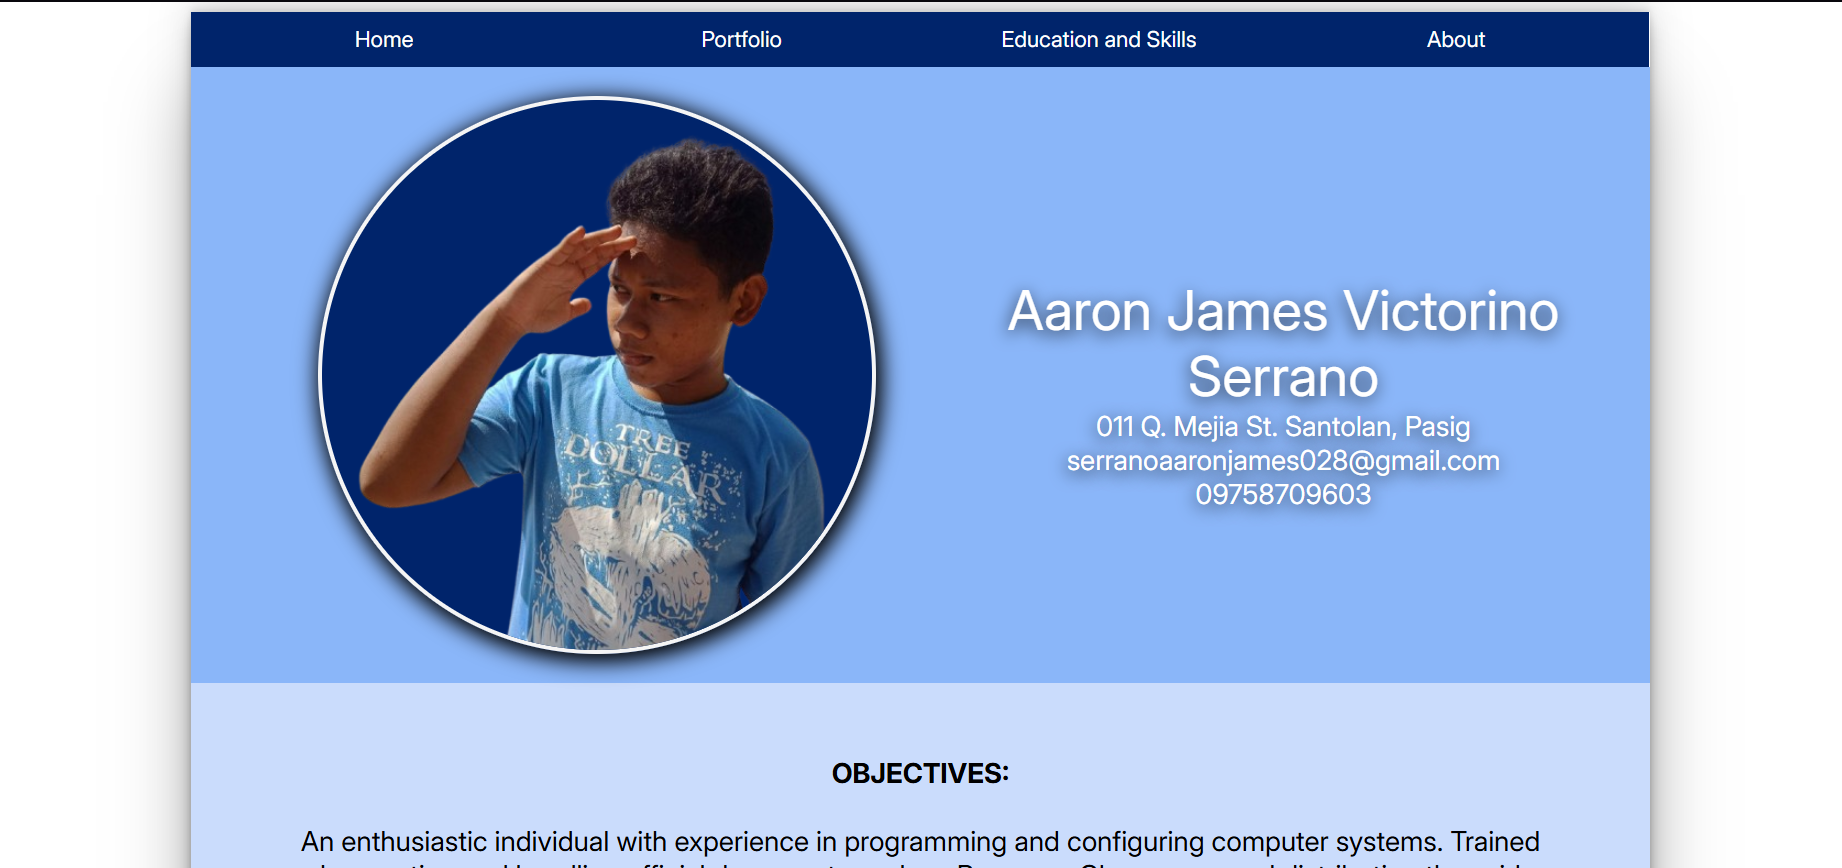 Home Portfolio Education and Skills About
Aaron James Victorino
Serrano
011 Q. Mejia St. Santolan, Pasig
serranoaaronjames028@gmail.com
09758709603
TREE
DOLLAR
OBJECTIVES:
An enthusiastic individual with experience in programming and configuring computer systems. Trained